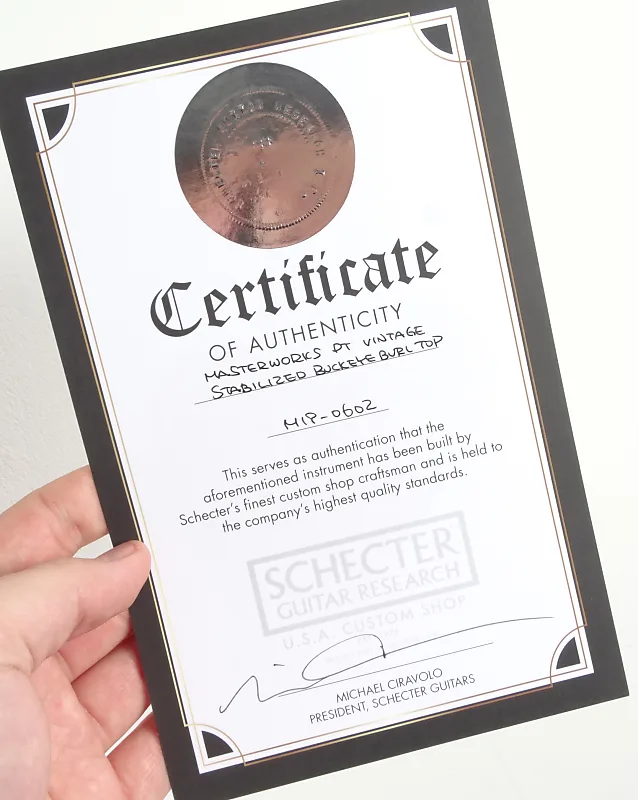 Certificate
OF AUTHENTICITY
MASTERWORKS PT VINTAGE
STABILIZED BUCKEYE BURL TOP
This serves as authentication that the
aforementioned instrument has been built by
Schecter's finest custom shop craftsman and is held to
the company's highest quality standards.
SCHECTER
GUITAR RESEARCH
U.S.A. CUSTOM SHOP
MICHAEL CIRAVOLO
PRESIDENT, SCHECTER GUITARS